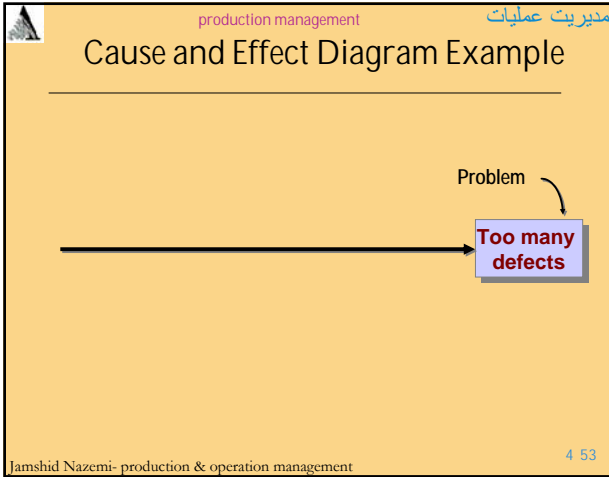 production management
مدیریت عملیات
Cause and Effect Diagram Example
Problem
Too many
defects
Jamshid Nazemi- production & operation management
4 53